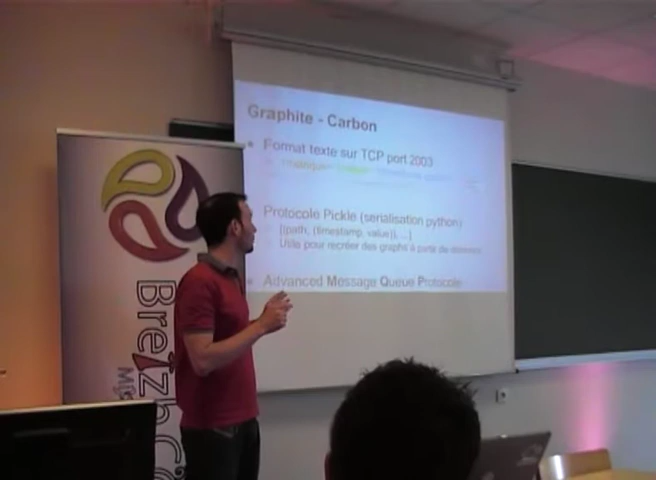 Graphite - Carbon
• Format texte sur TCP port 2003
Protocole Pickle (serialisation python)
[(path, (timestamp, value)), ...]
Utile pour recréer des graphs à partir de
• Advanced Message Queue Protocole
Breizh C